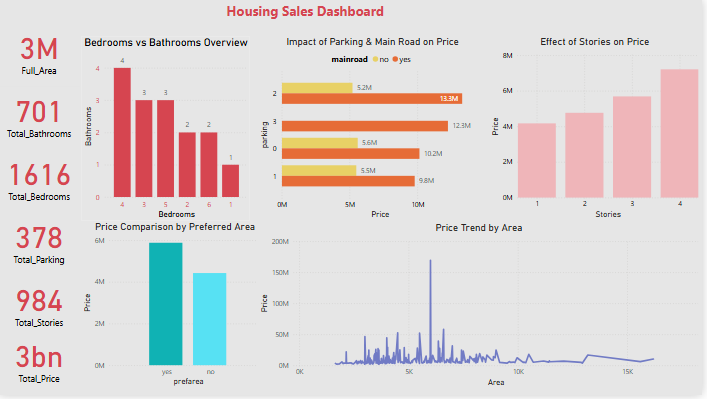 Housing Sales Dashboard
3M
Full_Area
701
Total_Bathrooms
1616
Total_Bedrooms
378
Total_Parking
984
Total_Stories
3bn
Total_Price
Bedrooms vs Bathrooms Overview
Bathrooms
4
3
2
1
0
4
3
3
2
2
1
4
3
5
2
6
1
Bedrooms
Impact of Parking & Main Road on Price
mainroad no yes
parking
2
3
0
1
5.2M
13.3M
12.3M
5.6M
10.2M
5.5M
9.8M
0M
5M
10M
Price
Effect of Stories on Price
Price
8M
6M
4M
2M
0M
1
2
3
4
Stories
Price Comparison by Preferred Area
Price
6M
4M
2M
0M
yes
no
prefarea
Price Trend by Area
Price
200M
150M
100M
50M
0M
0K
5K
10K
15K
Area